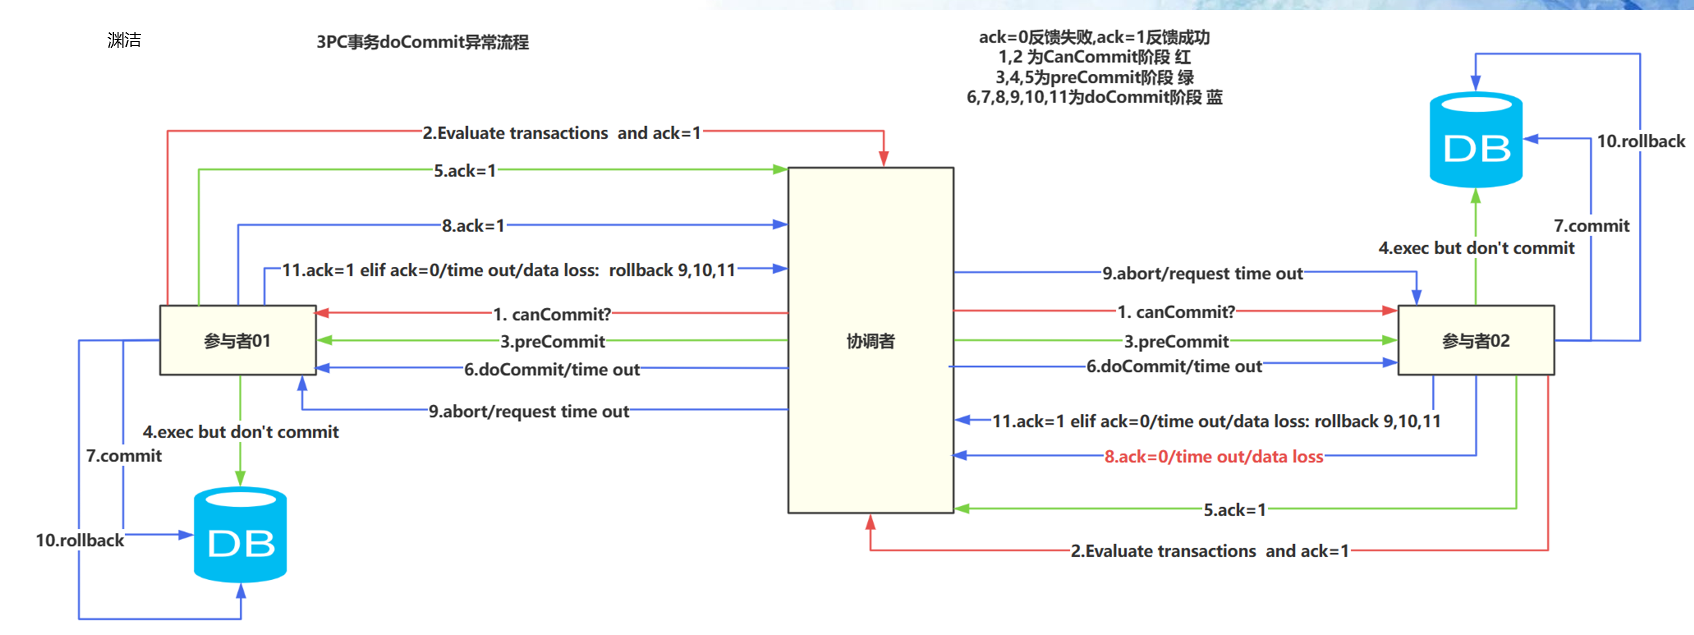 渊洁
3PC事务doCommit异常流程
ack=0反馈失败,ack=1反馈成功
1,2 为CanCommit阶段 红
3,4,5为preCommit阶段 绿
6,7,8,9,10,11为doCommit阶段 蓝
2.Evaluate transactions  and ack=1
5.ack=1
8.ack=1
11.ack=1 elif ack=0/time out/data loss:  rollback 9,10,11
1. canCommit?
3.preCommit
6.doCommit/time out
9.abort/request time out
参与者01
4.exec but don't commit
7.commit
10.rollback
DB
协调者
DB
10.rollback
7.commit
4.exec but don't commit
9.abort/request time out
1. canCommit?
3.preCommit
6.doCommit/time out
参与者02
11.ack=1 elif ack=0/time out/data loss: rollback 9,10,11
8.ack=0/time out/data loss
5.ack=1
2.Evaluate transactions  and ack=1